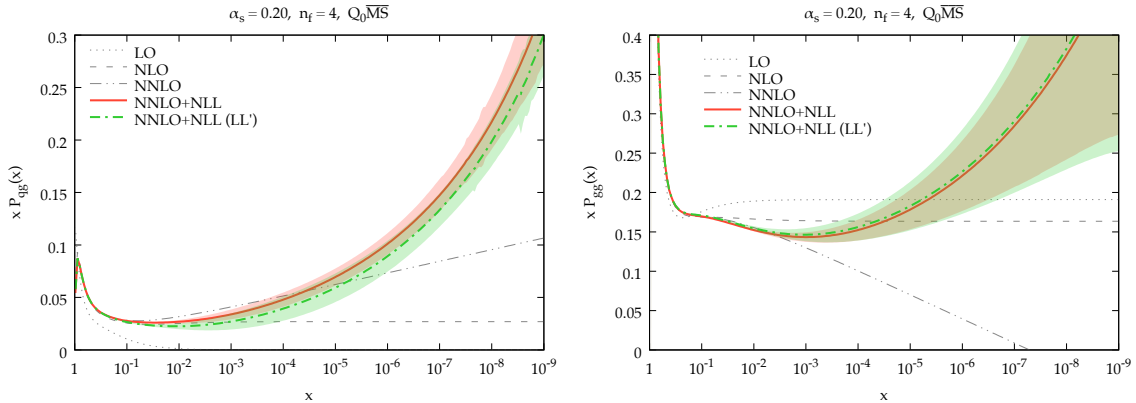 αs = 0.20, nf = 4, Q0M̅S̅
0.3
0.25
0.2
0.15
0.1
0.05
0
x Pqg(x)
LO
NLO
NNLO
NNLO+NLL
NNLO+NLL (LL')
1 10-1 10-2 10-3 10-4 10-5 10-6 10-7 10-8 10-9
x
αs = 0.20, nf = 4, Q0M̅S̅
0.4
0.35
0.3
0.25
0.2
0.15
0.1
0.05
0
x Pgg(x)
LO
NLO
NNLO
NNLO+NLL
NNLO+NLL (LL')
1 10-1 10-2 10-3 10-4 10-5 10-6 10-7 10-8 10-9
x